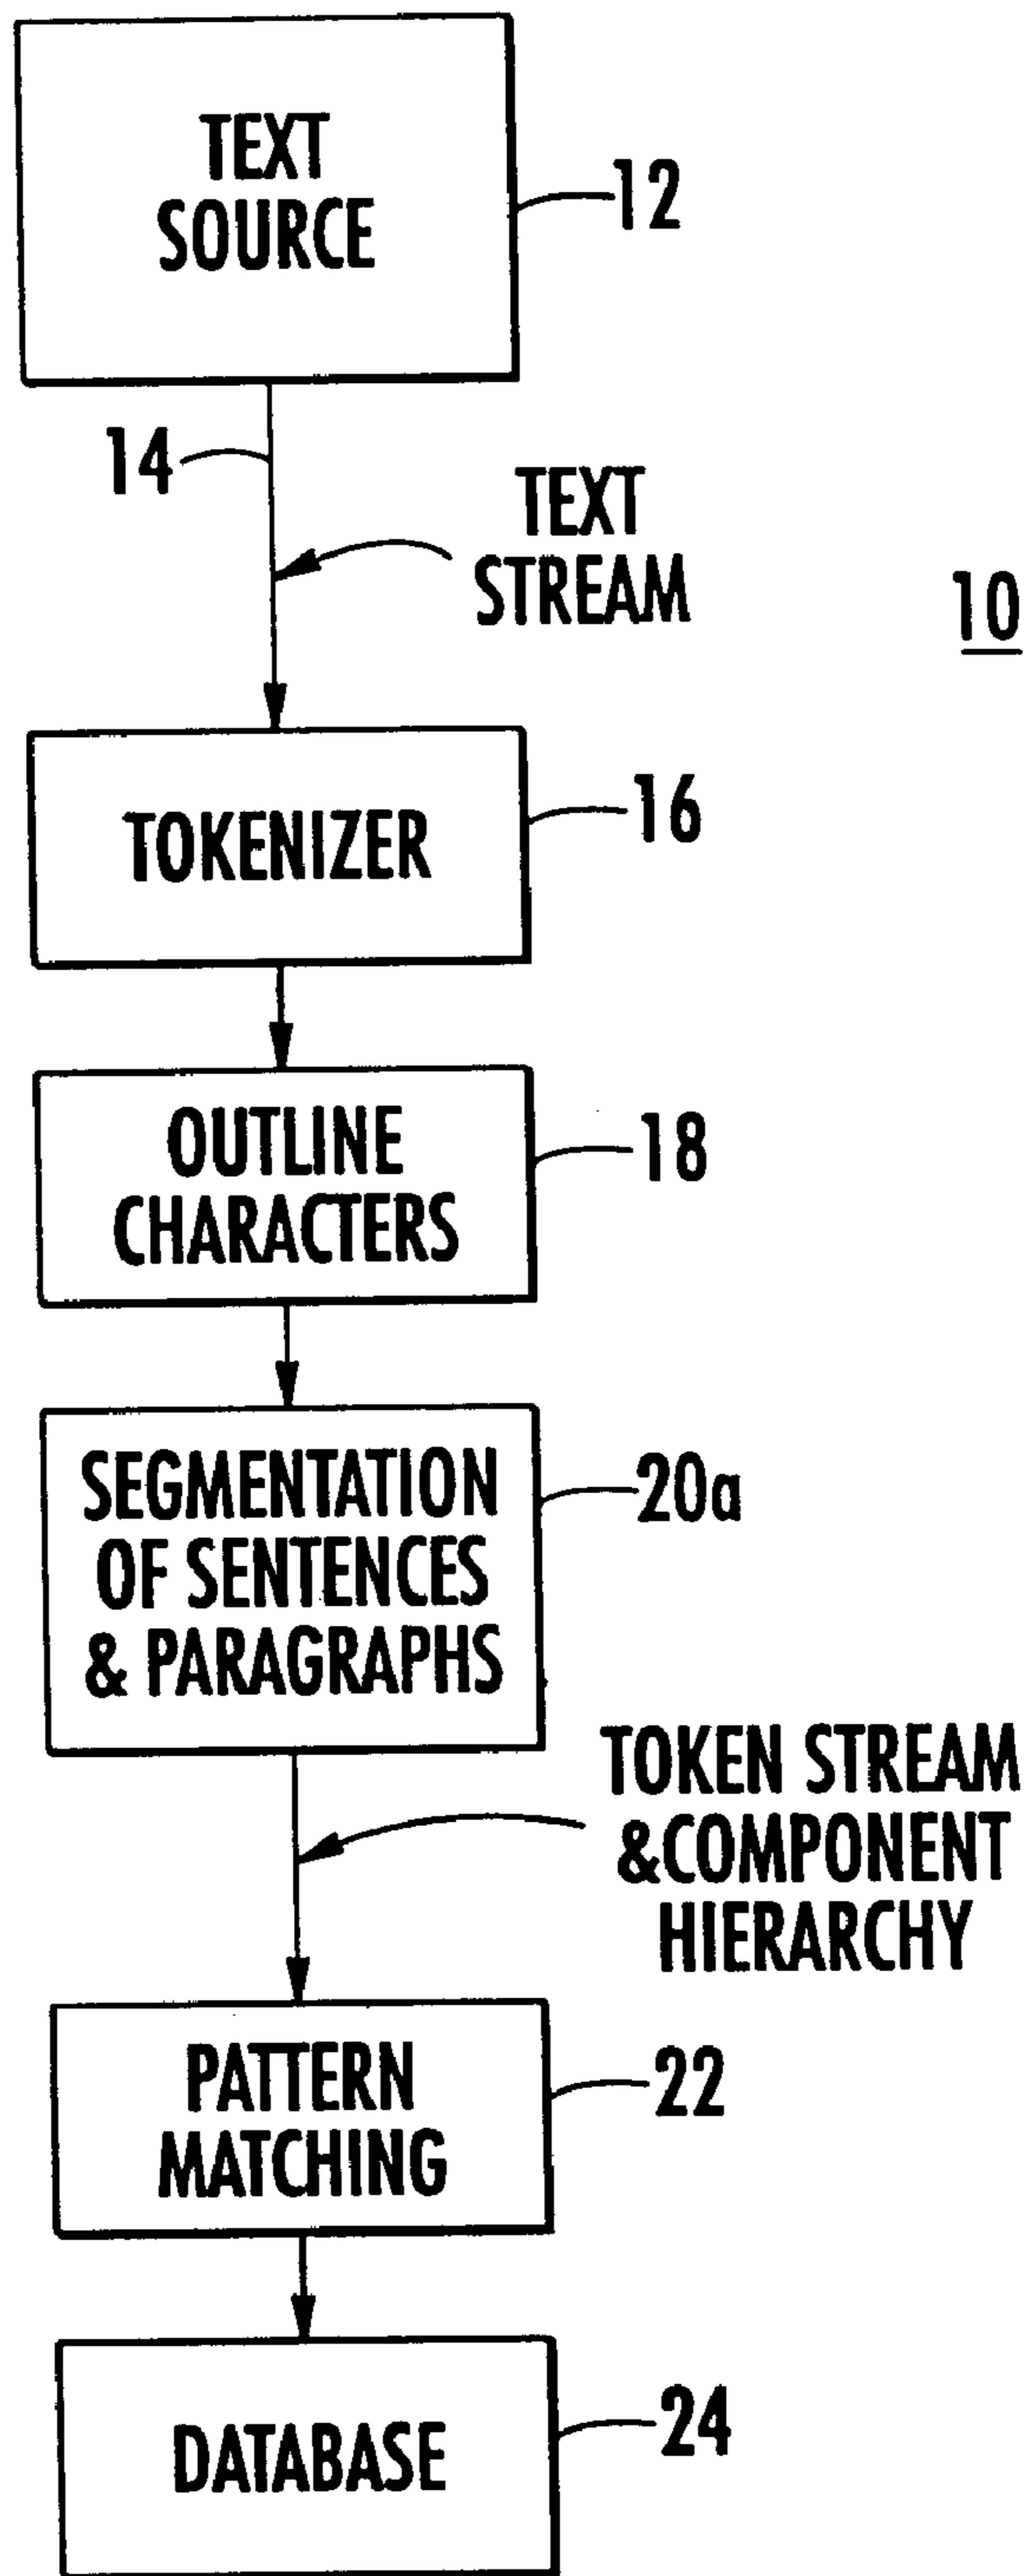 TEXT
SOURCE
12
14
TEXT
STREAM
10
TOKENIZER
16
OUTLINE
CHARACTERS
18
SEGMENTATION
OF SENTENCES
& PARAGRAPHS
20a
TOKEN STREAM
&COMPONENT
HIERARCHY
PATTERN
MATCHING
22
DATABASE
24